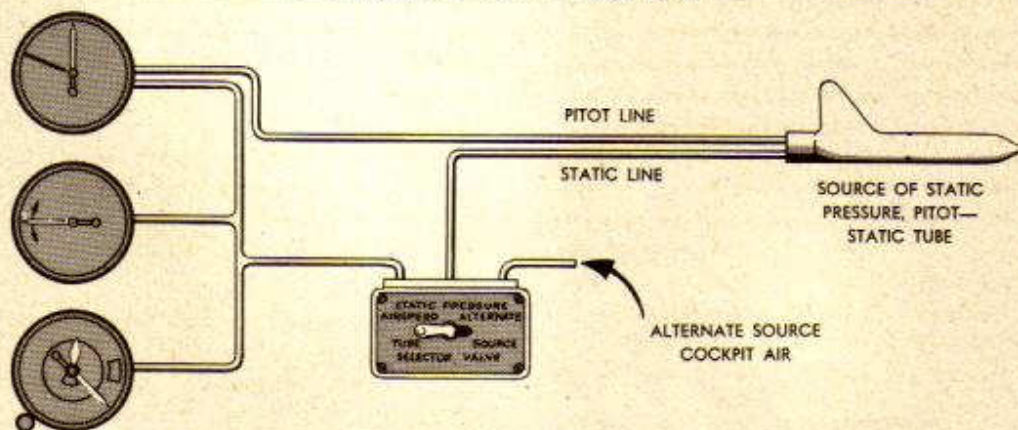 PITOT LINE
STATIC LINE
SOURCE OF STATIC
PRESSURE, PITOT—
STATIC TUBE
STATIC PRESSURE
AIRSPEED ALTERNATE
TUBE SOURCE
SELECTOR VALVE
ALTERNATE SOURCE
COCKPIT AIR